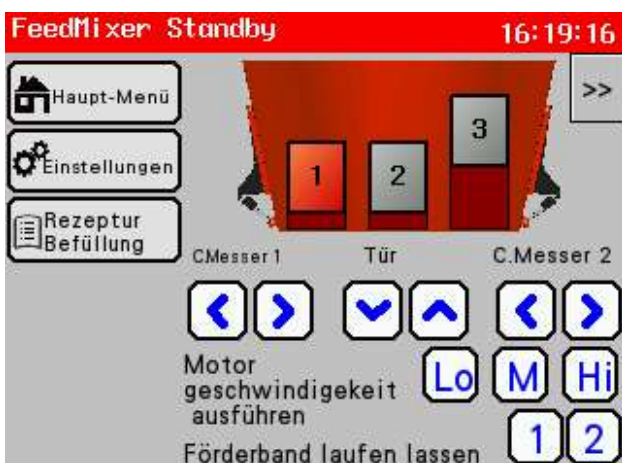 FeedMixer Standby 16:19:16
Haupt-Menü
>>
Einstellungen
Rezeptur
Befüllung
1
2
3
CMesser 1 Tür C.Messer 2
Motor
geschwindigekeit
ausführen
Lo M Hi
Förderband laufen lassen
1 2